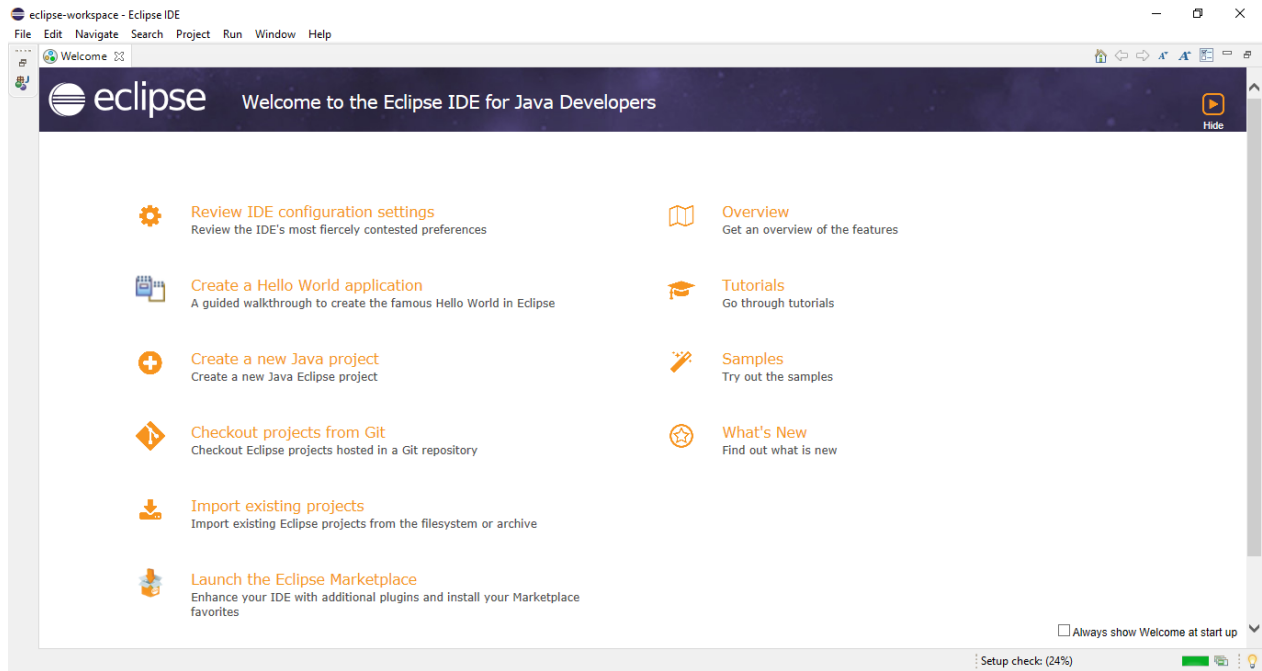 eclipse-workspace - Eclipse IDE
File Edit Navigate Search Project Run Window Help
Welcome
eclipse Welcome to the Eclipse IDE for Java Developers
Hide
Review IDE configuration settings
Review the IDE's most fiercely contested preferences
Overview
Get an overview of the features
Create a Hello World application
A guided walkthrough to create the famous Hello World in Eclipse
Tutorials
Go through tutorials
Create a new Java project
Create a new Java Eclipse project
Samples
Try out the samples
Checkout projects from Git
Checkout Eclipse projects hosted in a Git repository
What's New
Find out what is new
Import existing projects
Import existing Eclipse projects from the filesystem or archive
Launch the Eclipse Marketplace
Enhance your IDE with additional plugins and install your Marketplace
favorites
Always show Welcome at start up
Setup check: (24%)